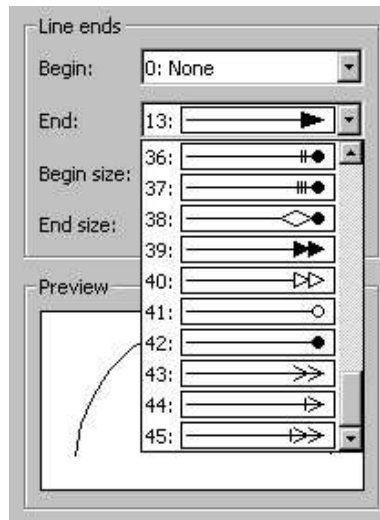 Line ends
Begin: 0: None
End: 13:
36:
Begin size: 37:
End size: 38:
39:
Preview 40:
41:
42:
43:
44:
45: